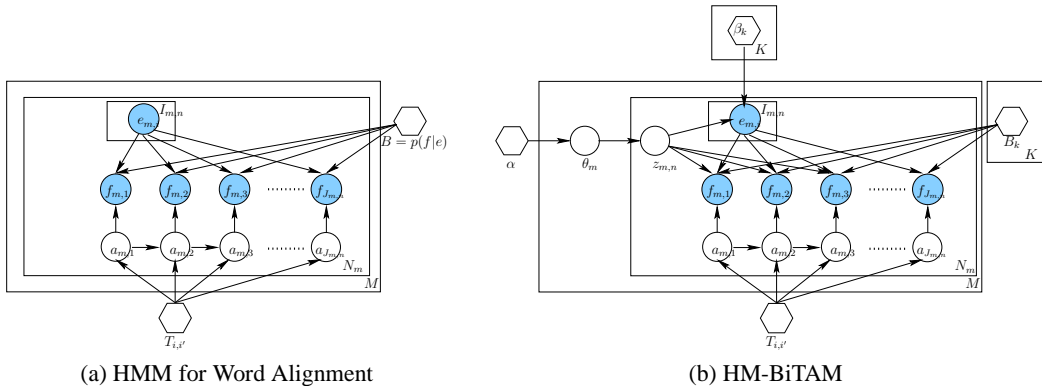 β_k
K
e_{m,i} I_{m,n}
B = p(f|e)
f_{m,1} f_{m,2} f_{m,3} ........ f_{J_{m,n}}
a_{m,1} a_{m,2} a_{m,3} ........ a_{J_{m,n}}
N_m
M
T_{i,i'}
(a) HMM for Word Alignment
e_{m,i} I_{m,n}
α θ_m z_{m,n}
B_k
K
f_{m,1} f_{m,2} f_{m,3} ........ f_{J_{m,n}}
a_{m,1} a_{m,2} a_{m,3} ........ a_{J_{m,n}}
N_m
M
T_{i,i'}
(b) HM-BiTAM